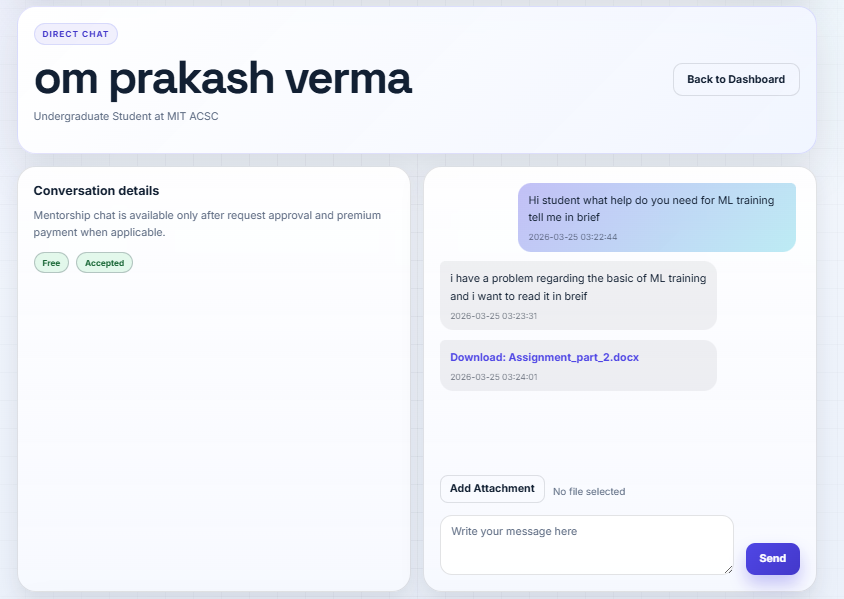 DIRECT CHAT
om prakash verma
Undergraduate Student at MIT ACSC
Back to Dashboard
Conversation details
Mentorship chat is available only after request approval and premium
payment when applicable.
Free
Accepted
Hi student what help do you need for ML training
tell me in brief
2026-03-25 03:22:44
i have a problem regarding the basic of ML training
and i want to read it in breif
2026-03-25 03:23:31
Download: Assignment_part_2.docx
2026-03-25 03:24:01
Add Attachment
No file selected
Write your message here
Send